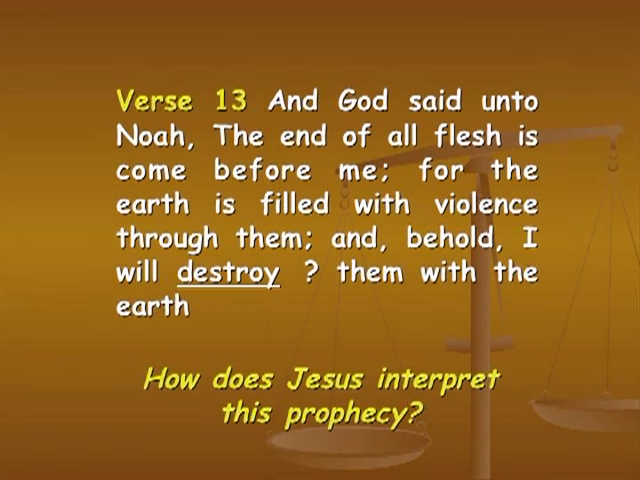 Verse 13 And God said unto
Noah, The end of all flesh is
come before me; for the
earth is filled with violence
through them; and, behold, I
will destroy ? them with the
earth
How does Jesus interpret
this prophecy?